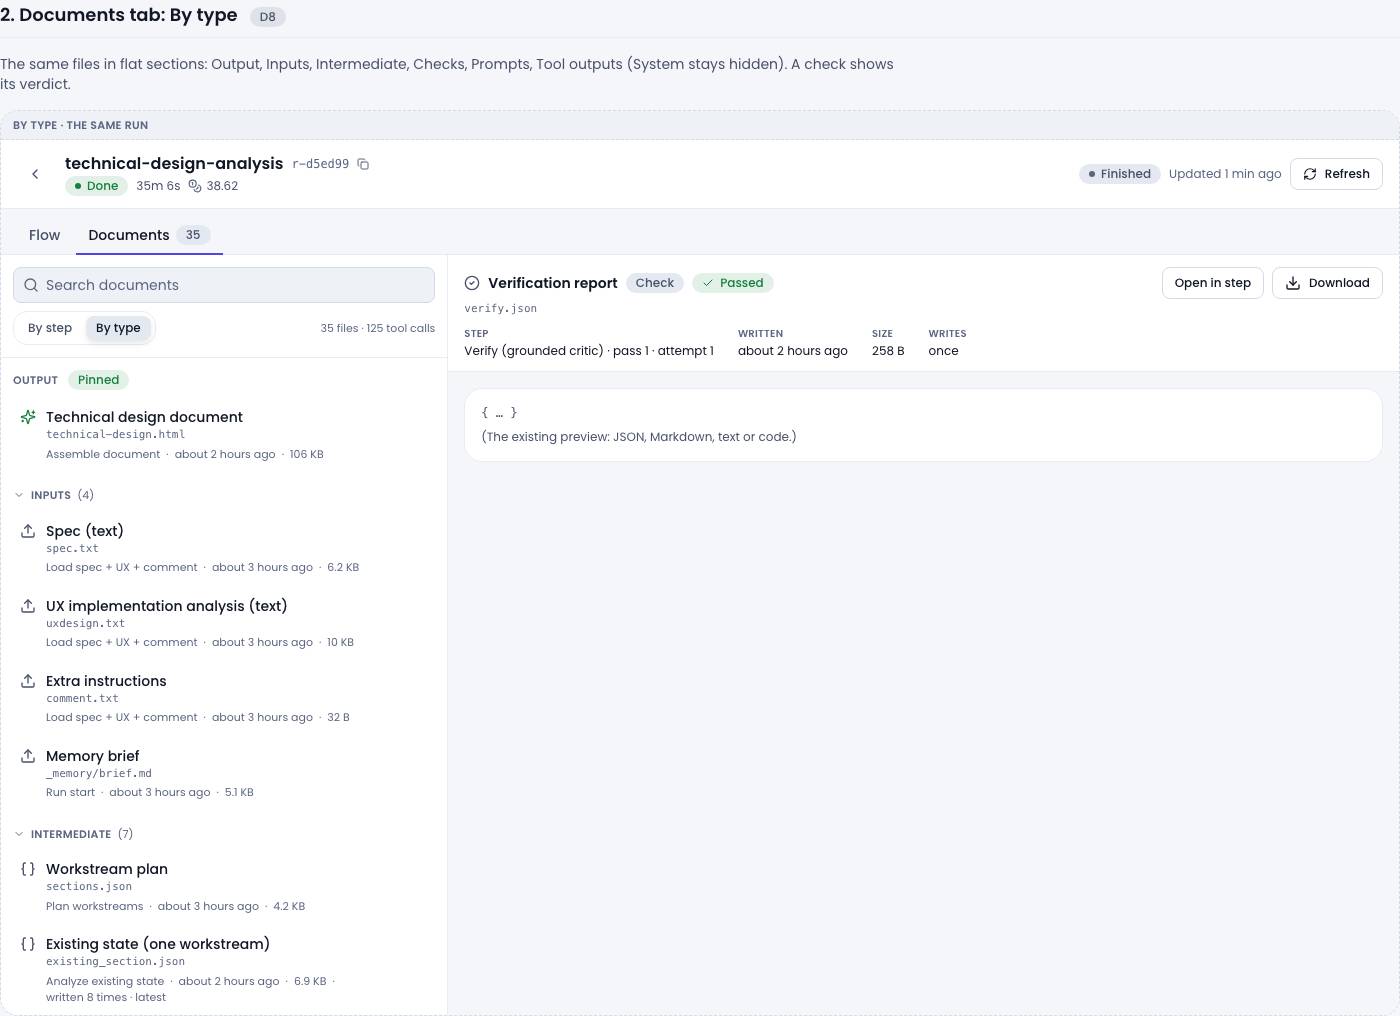 2. Documents tab: By type D8
The same files in flat sections: Output, Inputs, Intermediate, Checks, Prompts, Tool outputs (System stays hidden). A check shows
its verdict.
BY TYPE · THE SAME RUN
technical-design-analysis r-d5ed99
Done 35m 6s 38.62
Finished Updated 1 min ago Refresh
Flow Documents 35
Search documents
By step By type 35 files · 125 tool calls
OUTPUT Pinned
Technical design document
technical-design.html
Assemble document · about 2 hours ago · 106 KB
INPUTS (4)
Spec (text)
spec.txt
Load spec + UX + comment · about 3 hours ago · 6.2 KB
UX implementation analysis (text)
uxdesign.txt
Load spec + UX + comment · about 3 hours ago · 10 KB
Extra instructions
comment.txt
Load spec + UX + comment · about 3 hours ago · 32 B
Memory brief
_memory/brief.md
Run start · about 3 hours ago · 5.1 KB
INTERMEDIATE (7)
Workstream plan
sections.json
Plan workstreams · about 3 hours ago · 4.2 KB
Existing state (one workstream)
existing_section.json
Analyze existing state · about 2 hours ago · 6.9 KB ·
written 8 times · latest
Verification report Check Passed
Open in step Download
verify.json
STEP WRITTEN SIZE WRITES
Verify (grounded critic) · pass 1 · attempt 1 about 2 hours ago 258 B once
{ … }
(The existing preview: JSON, Markdown, text or code.)